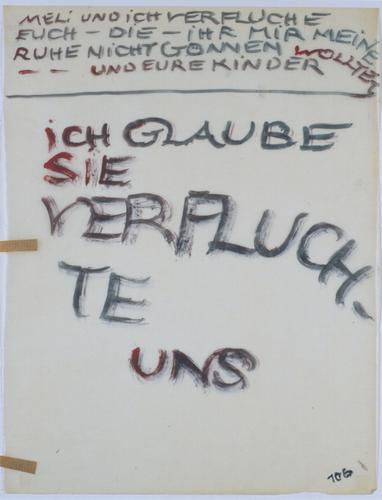 MELi UND iCH VERFLUCHE
EUCH - DIE - iHR MIR MEINE
RUHE NICHT GÖNNEN WOLLTEN
- - UND EURE KiNDER
iCH GLAUBE
SIE
VERFLUCH-
TE
UNS
106